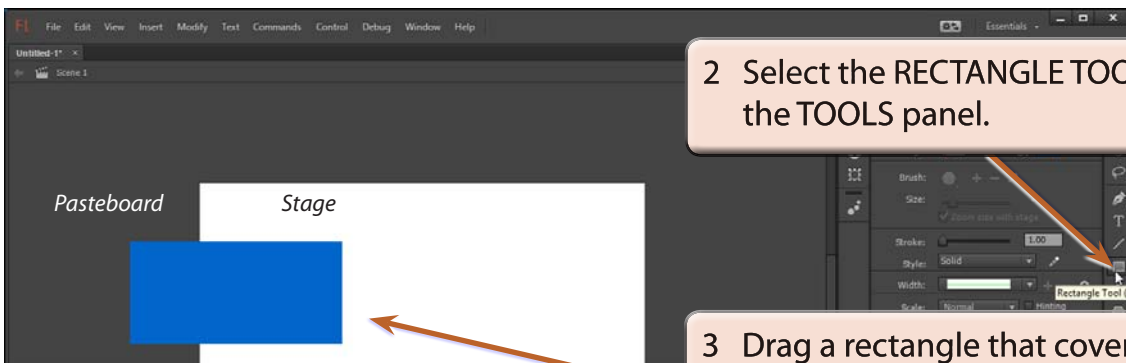 FL File Edit View Insert Modify Text Commands Control Debug Window Help Essentials
Untitled-1* ×
Scene 1
2 Select the RECTANGLE TOO
the TOOLS panel.
Pasteboard Stage
Brush:
Size:
Zoom size with stage
Stroke: 1.00
Style: Solid
Width:
Rectangle Tool (
Scale: Normal Hinting
3 Drag a rectangle that cover